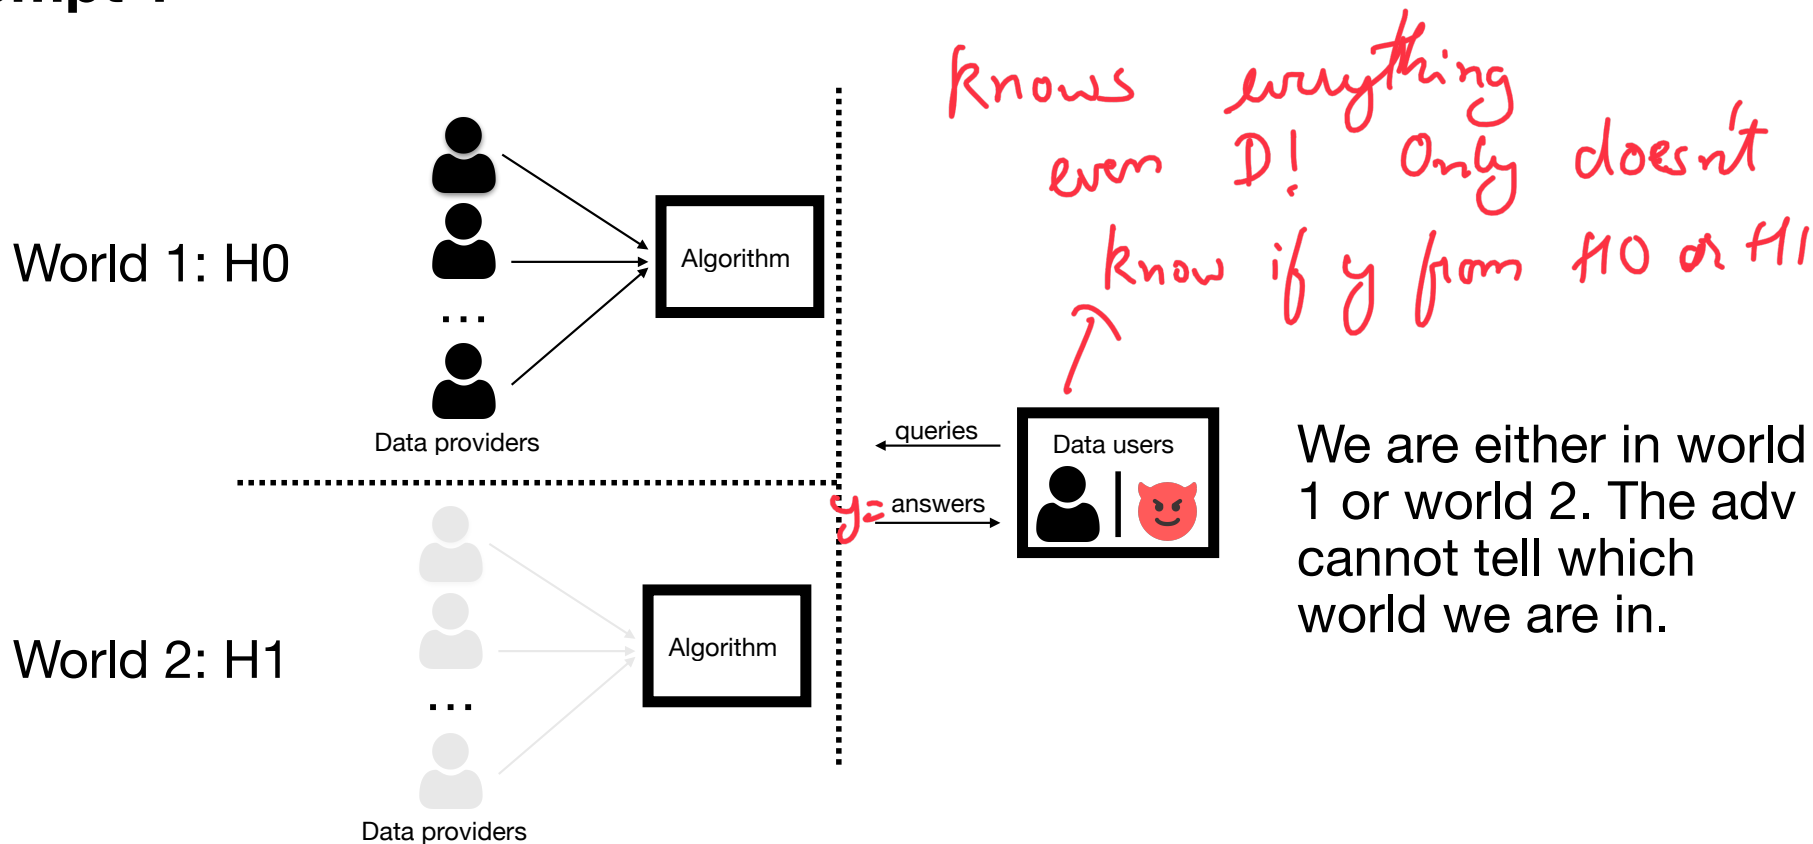 knows everything
even D! Only doesn't
know if y from H0 or H1
World 1: H0
Algorithm
...
Data providers
queries
y= answers
Data users
We are either in world
1 or world 2. The adv
cannot tell which
world we are in.
World 2: H1
Algorithm
...
Data providers